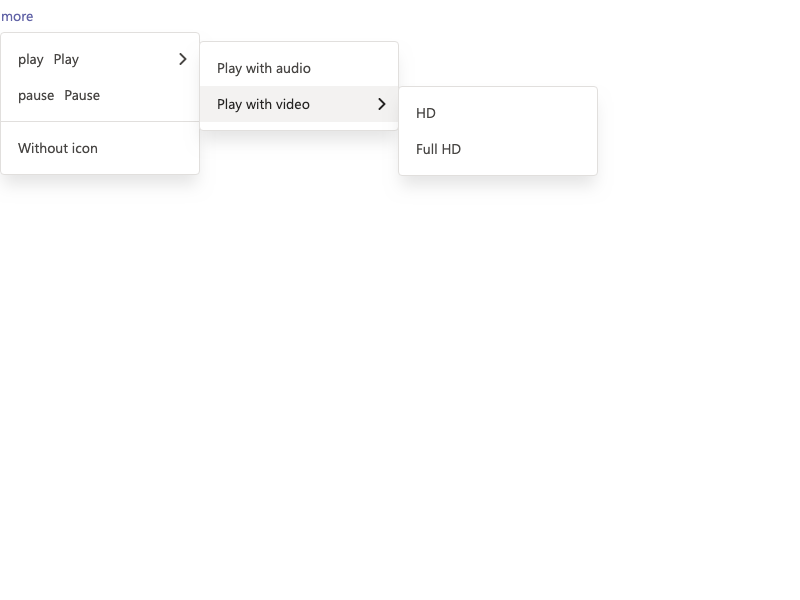 more
play Play
pause Pause
Without icon
Play with audio
Play with video
HD
Full HD